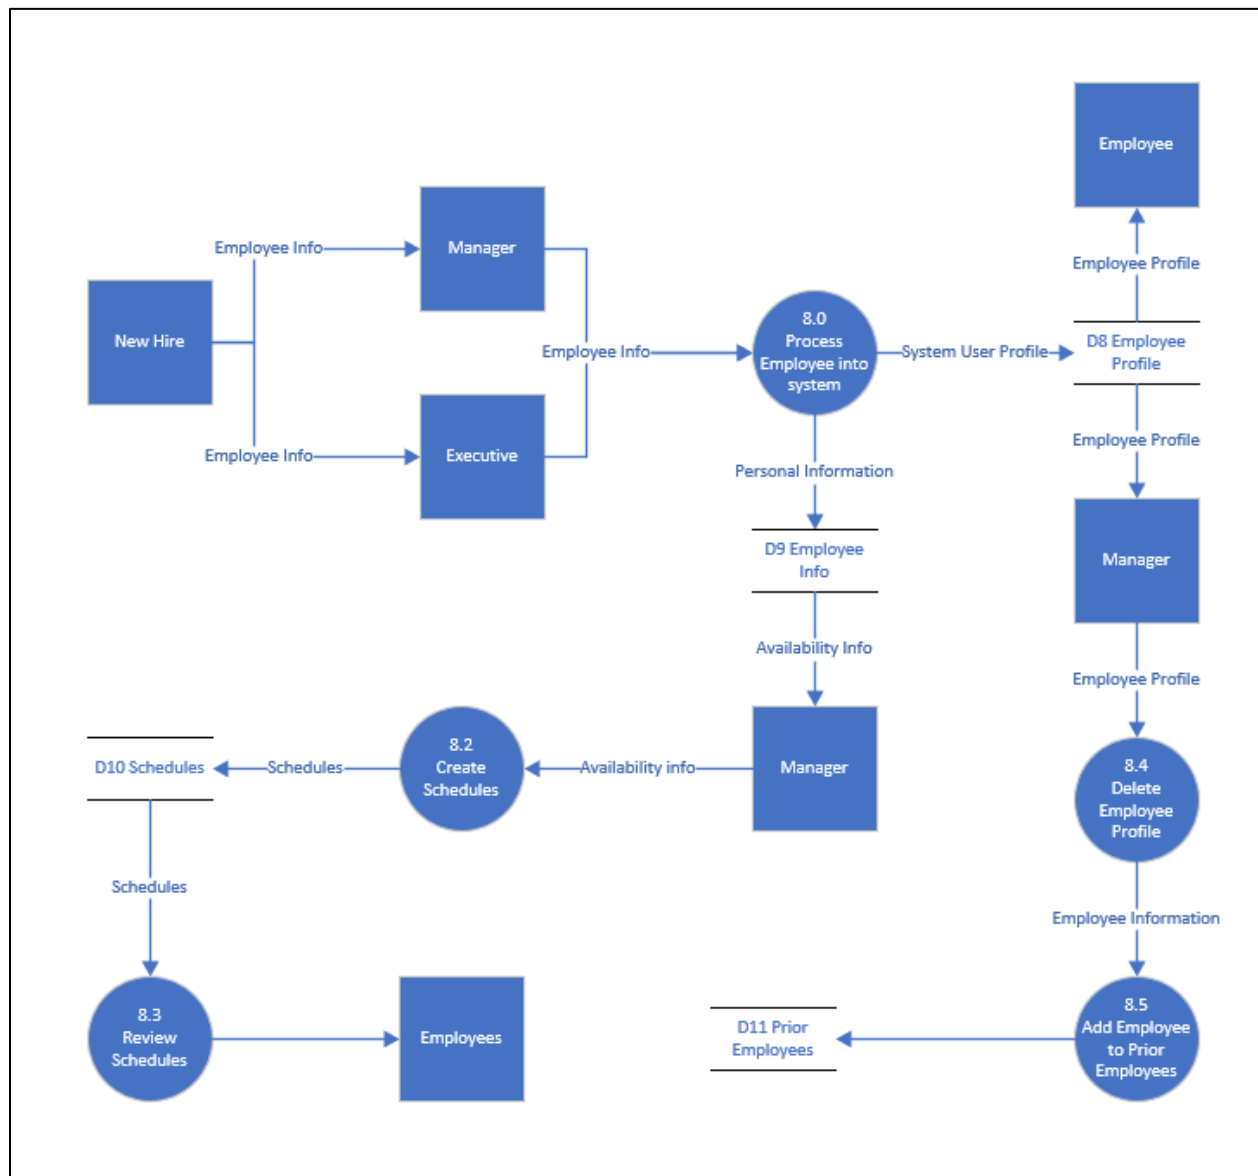 Employee
Employee Info
Manager
Employee Profile
New Hire
8.0
Process
Employee into
system
Employee Info
System User Profile
D8 Employee
Profile
Employee Info
Executive
Employee Profile
Personal Information
D9 Employee
Info
Manager
Availability Info
Employee Profile
D10 Schedules
Schedules
8.2
Create
Schedules
Availability info
Manager
8.4
Delete
Employee
Profile
Schedules
Employee Information
8.3
Review
Schedules
Employees
D11 Prior
Employees
8.5
Add Employee
to Prior
Employees